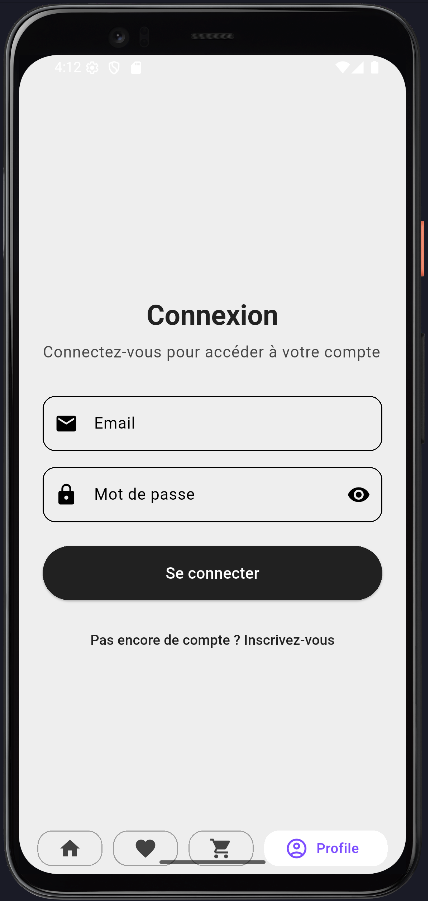 4:12
Connexion
Connectez-vous pour accéder à votre compte
Email
Mot de passe
Se connecter
Pas encore de compte ? Inscrivez-vous
Profile